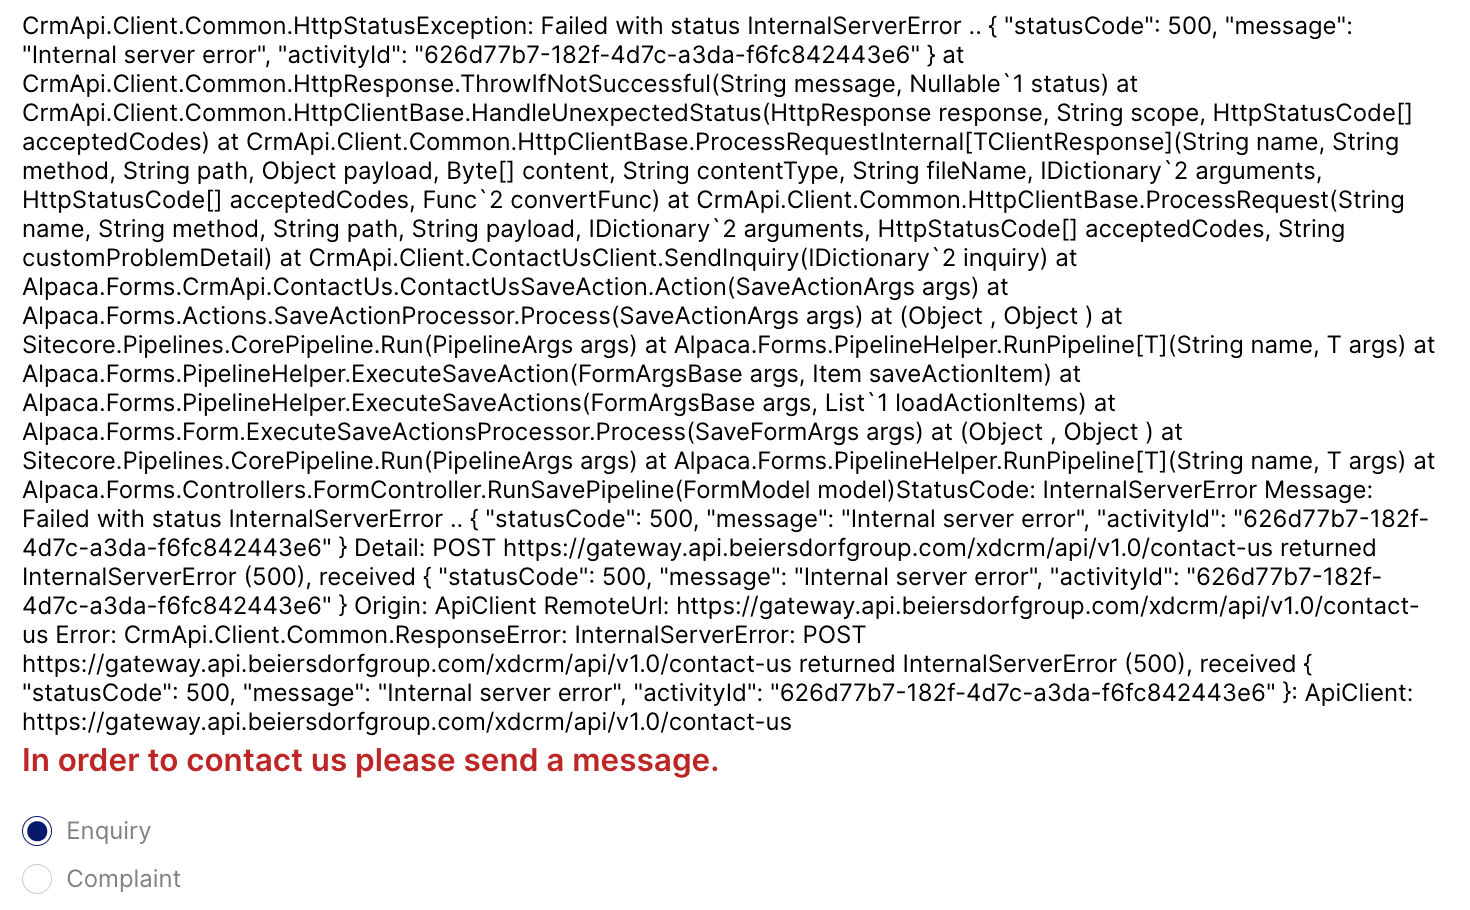 CrmApi.Client.Common.HttpStatusException: Failed with status InternalServerError .. { "statusCode": 500, "message":
"Internal server error", "activityId": "626d77b7-182f-4d7c-a3da-f6fc842443e6" } at
CrmApi.Client.Common.HttpResponse.ThrowIfNotSuccessful(String message, Nullable`1 status) at
CrmApi.Client.Common.HttpClientBase.HandleUnexpectedStatus(HttpResponse response, String scope, HttpStatusCode[]
acceptedCodes) at CrmApi.Client.Common.HttpClientBase.ProcessRequestInternal[TClientResponse](String name, String
method, String path, Object payload, Byte[] content, String contentType, String fileName, IDictionary`2 arguments,
HttpStatusCode[] acceptedCodes, Func`2 convertFunc) at CrmApi.Client.Common.HttpClientBase.ProcessRequest(String
name, String method, String path, String payload, IDictionary`2 arguments, HttpStatusCode[] acceptedCodes, String
customProblemDetail) at CrmApi.Client.ContactUsClient.SendInquiry(IDictionary`2 inquiry) at
Alpaca.Forms.CrmApi.ContactUs.ContactUsSaveAction.Action(SaveActionArgs args) at
Alpaca.Forms.Actions.SaveActionProcessor.Process(SaveActionArgs args) at (Object , Object ) at
Sitecore.Pipelines.CorePipeline.Run(PipelineArgs args) at Alpaca.Forms.PipelineHelper.RunPipeline[T](String name, T args) at
Alpaca.Forms.PipelineHelper.ExecuteSaveAction(FormArgsBase args, Item saveActionItem) at
Alpaca.Forms.PipelineHelper.ExecuteSaveActions(FormArgsBase args, List`1 loadActionItems) at
Alpaca.Forms.Form.ExecuteSaveActionsProcessor.Process(SaveFormArgs args) at (Object , Object ) at
Sitecore.Pipelines.CorePipeline.Run(PipelineArgs args) at Alpaca.Forms.PipelineHelper.RunPipeline[T](String name, T args) at
Alpaca.Forms.Controllers.FormController.RunSavePipeline(FormModel model)StatusCode: InternalServerError Message:
Failed with status InternalServerError .. { "statusCode": 500, "message": "Internal server error", "activityId": "626d77b7-182f-
4d7c-a3da-f6fc842443e6" } Detail: POST https://gateway.api.beiersdorfgroup.com/xdcrm/api/v1.0/contact-us returned
InternalServerError (500), received { "statusCode": 500, "message": "Internal server error", "activityId": "626d77b7-182f-
4d7c-a3da-f6fc842443e6" } Origin: ApiClient RemoteUrl: https://gateway.api.beiersdorfgroup.com/xdcrm/api/v1.0/contact-
us Error: CrmApi.Client.Common.ResponseError: InternalServerError: POST
https://gateway.api.beiersdorfgroup.com/xdcrm/api/v1.0/contact-us returned InternalServerError (500), received {
"statusCode": 500, "message": "Internal server error", "activityId": "626d77b7-182f-4d7c-a3da-f6fc842443e6" }: ApiClient:
https://gateway.api.beiersdorfgroup.com/xdcrm/api/v1.0/contact-us
In order to contact us please send a message.
Enquiry
Complaint